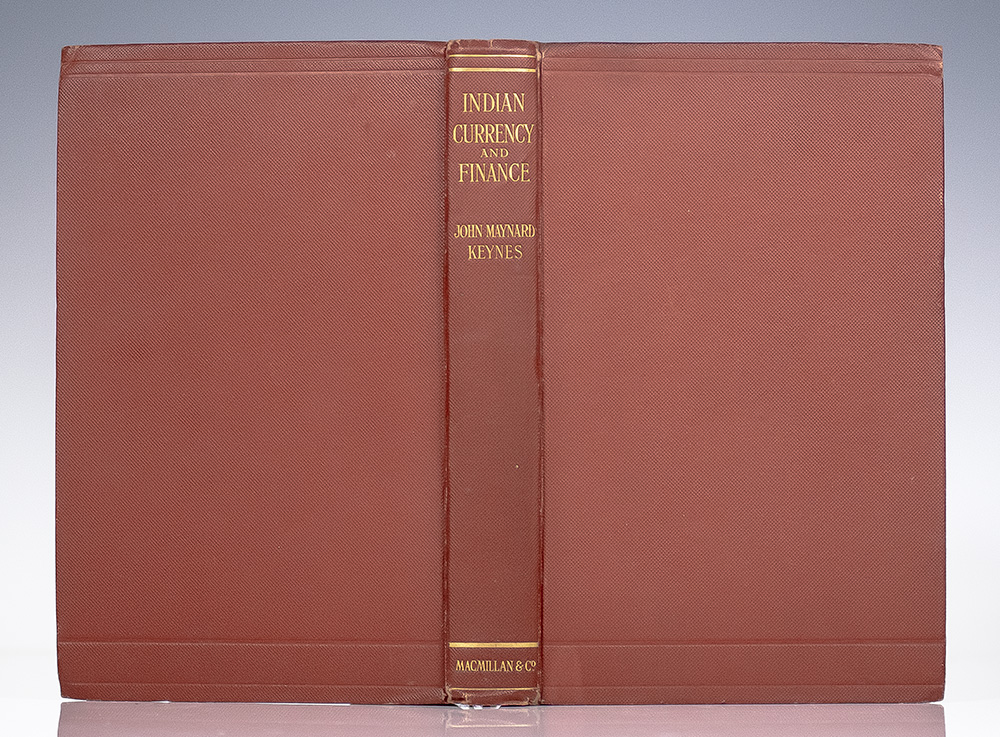 INDIAN
CURRENCY
AND
FINANCE
JOHN MAYNARD
KEYNES
MACMILLAN & Cº